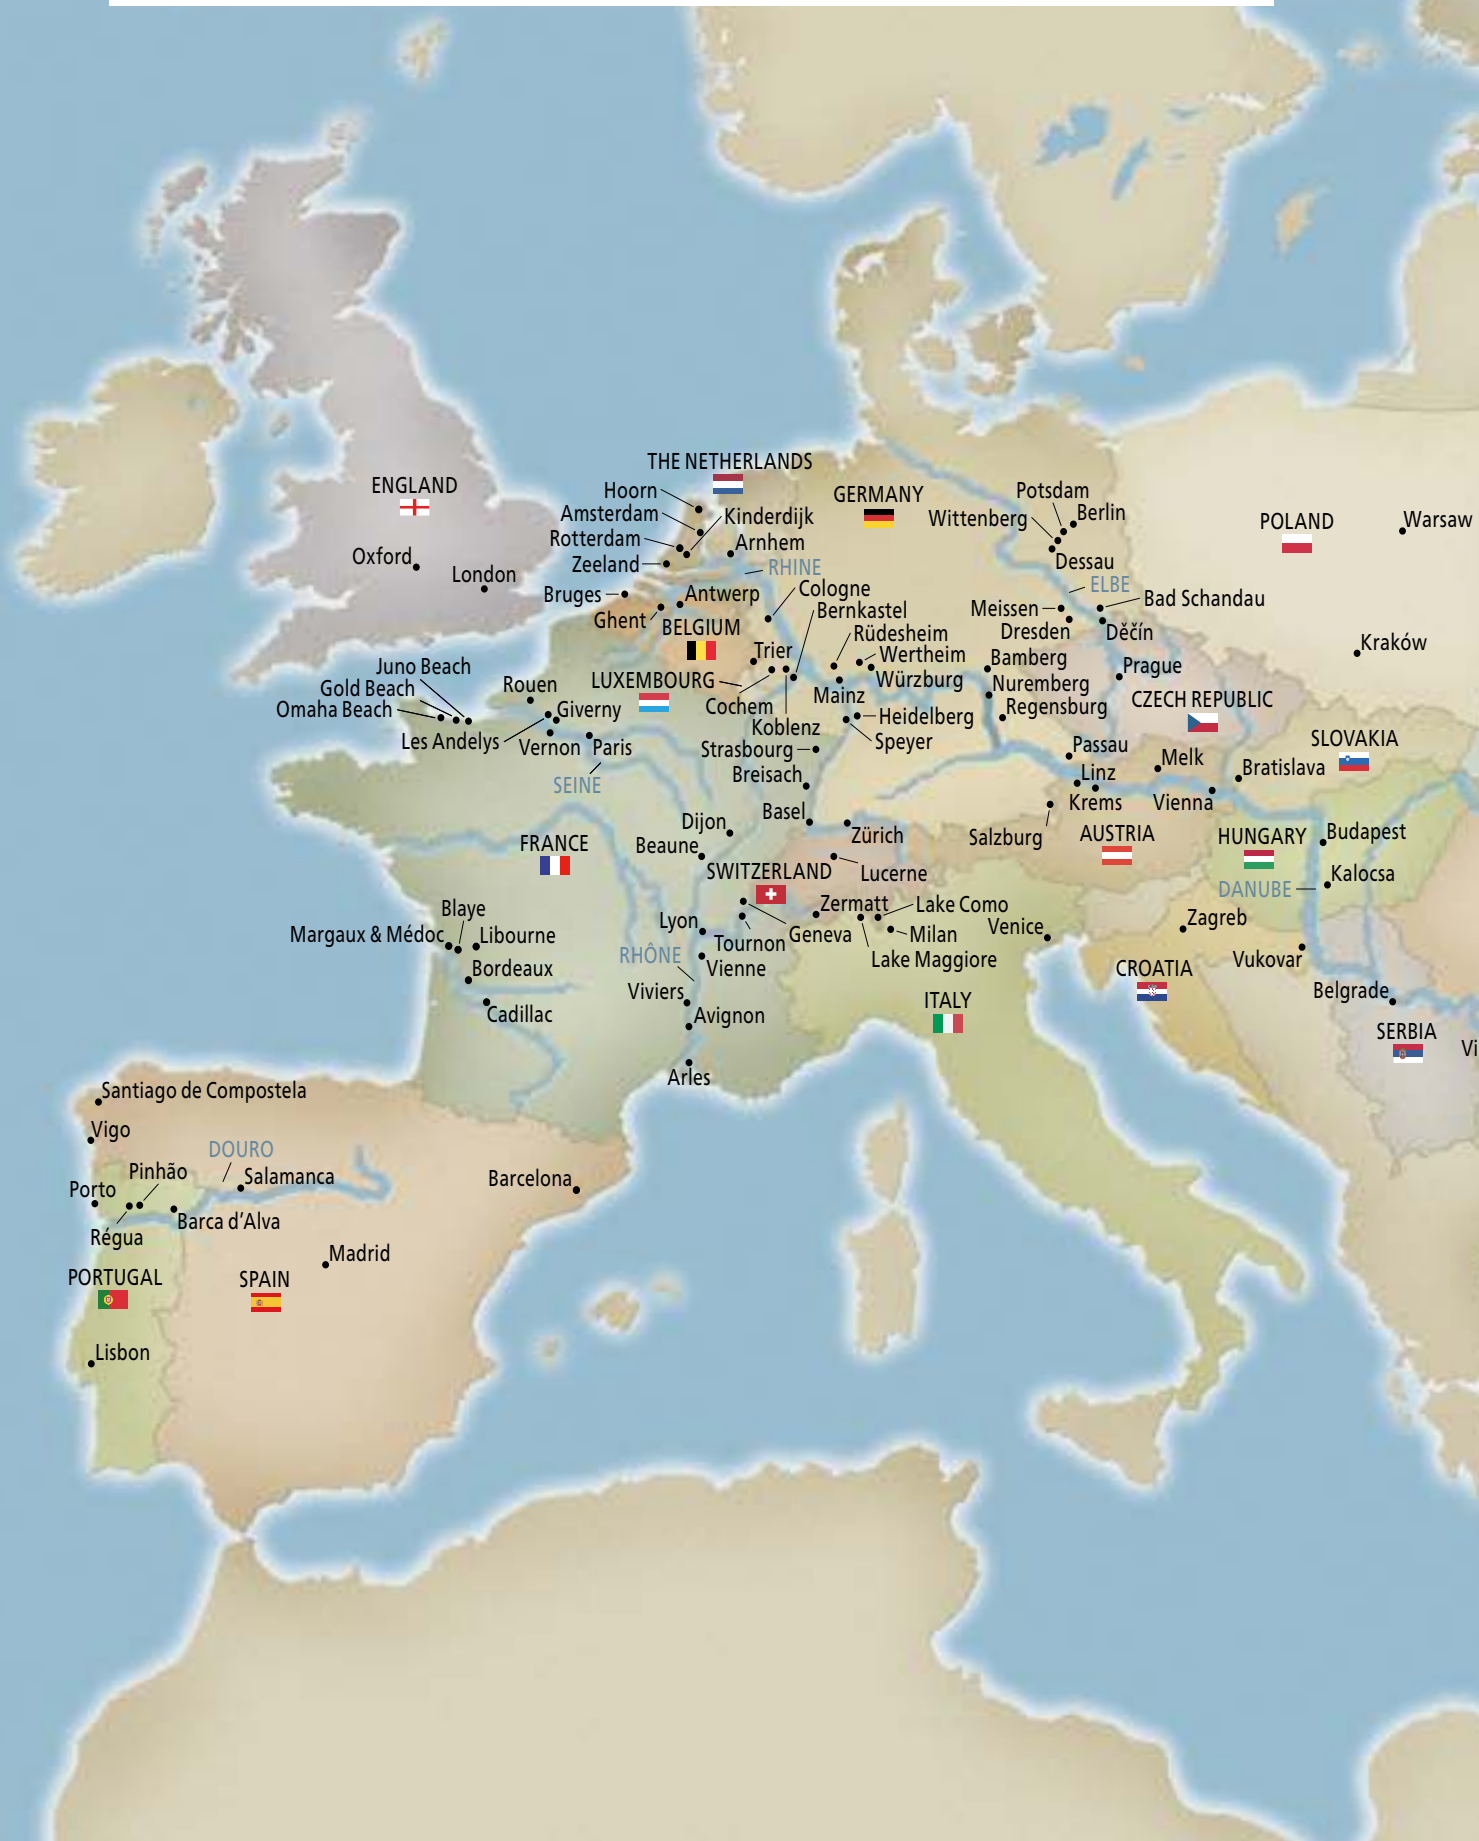 THE NETHERLANDS
ENGLAND
Hoorn
GERMANY
Potsdam
Amsterdam
Kinderdijk
Wittenberg
Berlin
POLAND
Warsaw
Rotterdam
Arnhem
Oxford
Zeeland
RHINE
Dessau
London
ELBE
Bruges
Antwerp
Cologne
Bernkastel
Meissen
Bad Schandau
Ghent
BELGIUM
Rüdesheim
Dresden
Děčín
Kraków
Trier
Wertheim
Bamberg
Prague
Juno Beach
Gold Beach
Omaha Beach
Rouen
LUXEMBOURG
Würzburg
Nuremberg
Mainz
CZECH REPUBLIC
Giverny
Cochem
Regensburg
Koblenz
Heidelberg
Les Andelys
Vernon
Paris
Strasbourg
Speyer
Passau
SLOVAKIA
Melk
Bratislava
SEINE
Breisach
Linz
Krems
Vienna
Basel
Dijon
Zürich
Salzburg
AUSTRIA
HUNGARY
Budapest
FRANCE
Beaune
SWITZERLAND
Lucerne
Kalocsa
DANUBE
Blaye
Zermatt
Lake Como
Zagreb
Margaux & Médoc
Libourne
Lyon
Tournon
Geneva
Milan
Venice
RHÔNE
Vienne
Lake Maggiore
Vukovar
Bordeaux
CROATIA
Viviers
Belgrade
Cadillac
Avignon
ITALY
SERBIA
Vi
Arles
Santiago de Compostela
Vigo
DOURO
Pinhão
Salamanca
Barcelona
Porto
Régua
Barca d’Alva
Madrid
PORTUGAL
SPAIN
Lisbon